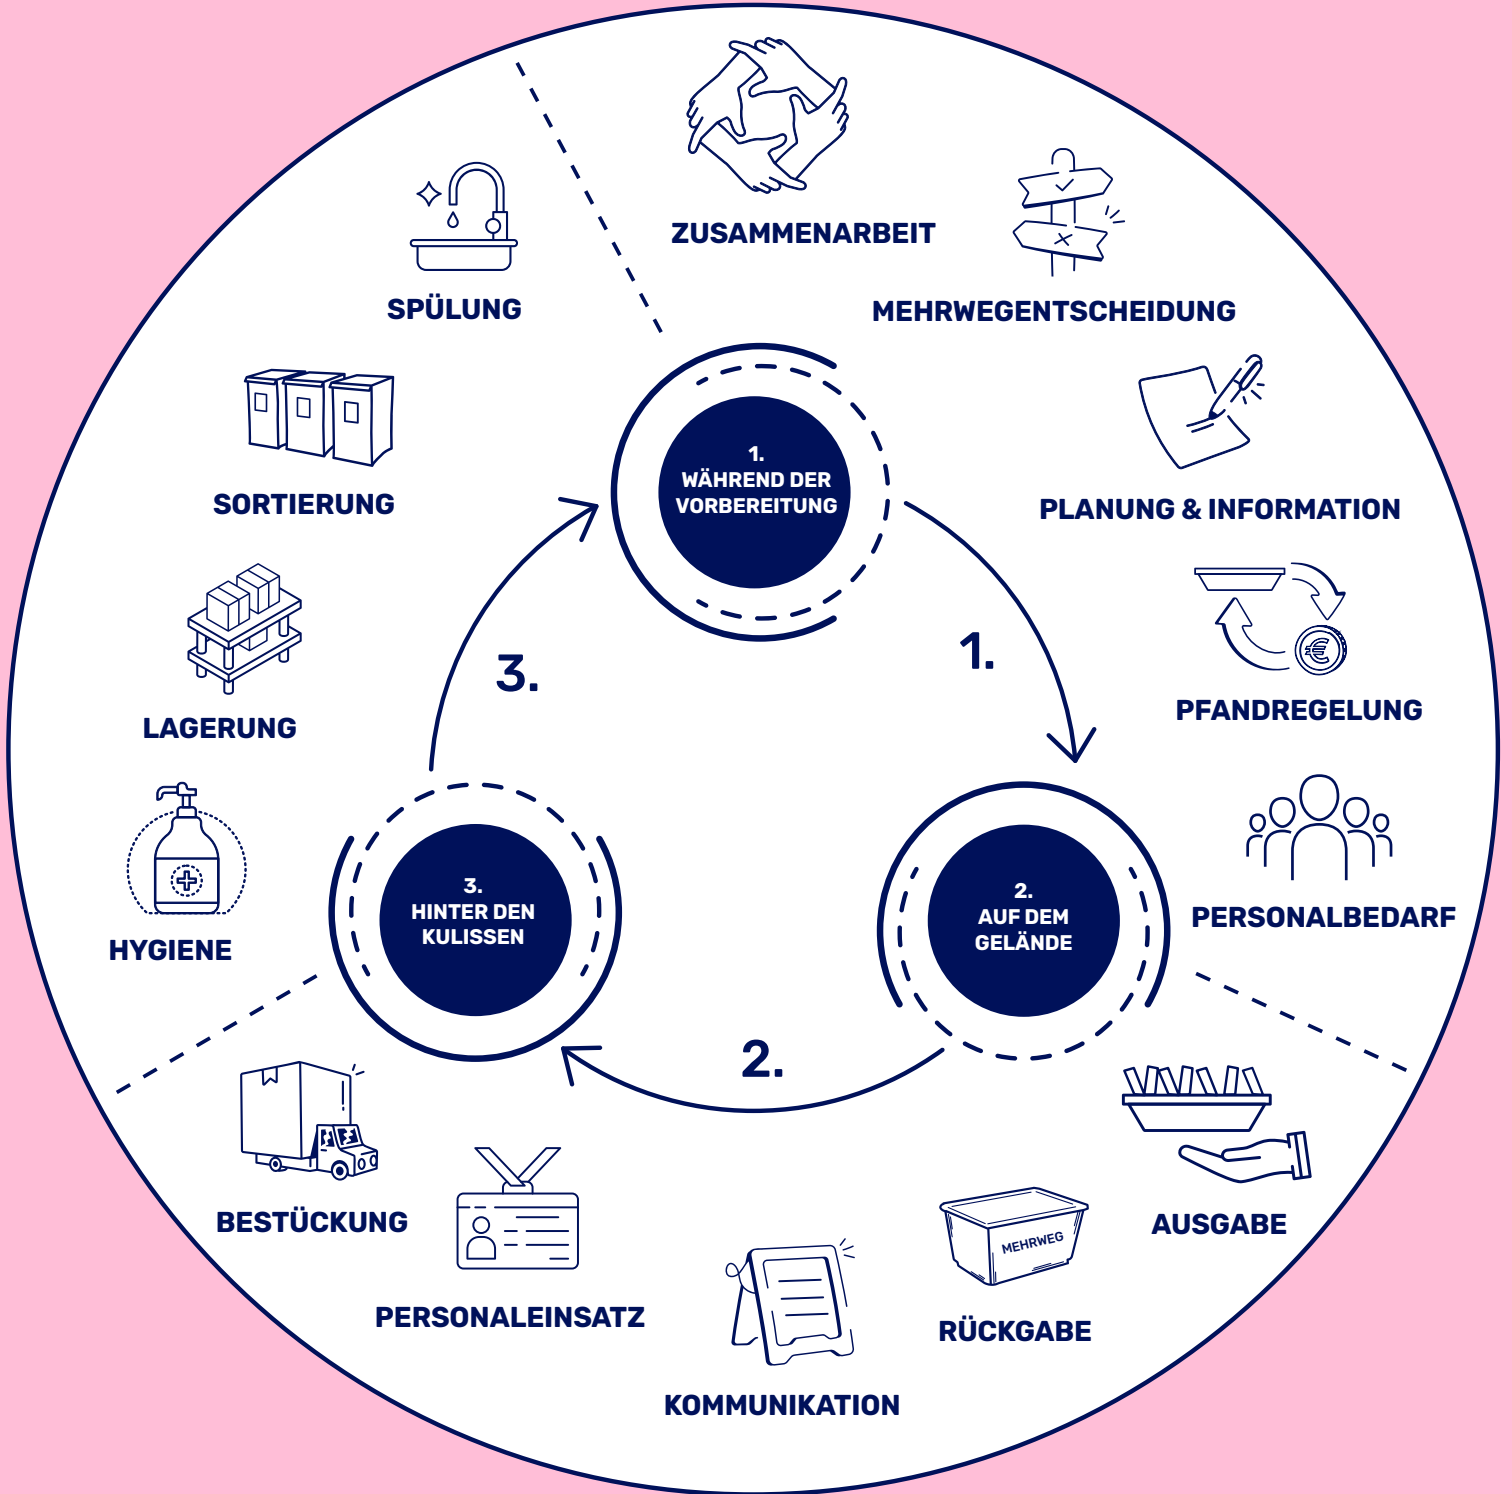 ZUSAMMENARBEIT
MEHRWEGENTSCHEIDUNG
PLANUNG & INFORMATION
PFANDREGELUNG
PERSONALBEDARF
AUSGABE
RÜCKGABE
MEHRWEG
KOMMUNIKATION
PERSONALEINSATZ
BESTÜCKUNG
HYGIENE
LAGERUNG
SORTIERUNG
SPÜLUNG
1.
WÄHREND DER
VORBEREITUNG
1.
2.
AUF DEM
GELÄNDE
2.
3.
HINTER DEN
KULISSEN
3.
€